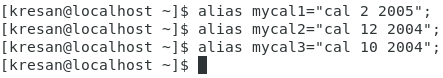 [kresan@localhost ~]$ alias mycal1="cal 2 2005";
[kresan@localhost ~]$ alias mycal2="cal 12 2004";
[kresan@localhost ~]$ alias mycal3="cal 10 2004";
[kresan@localhost ~]$